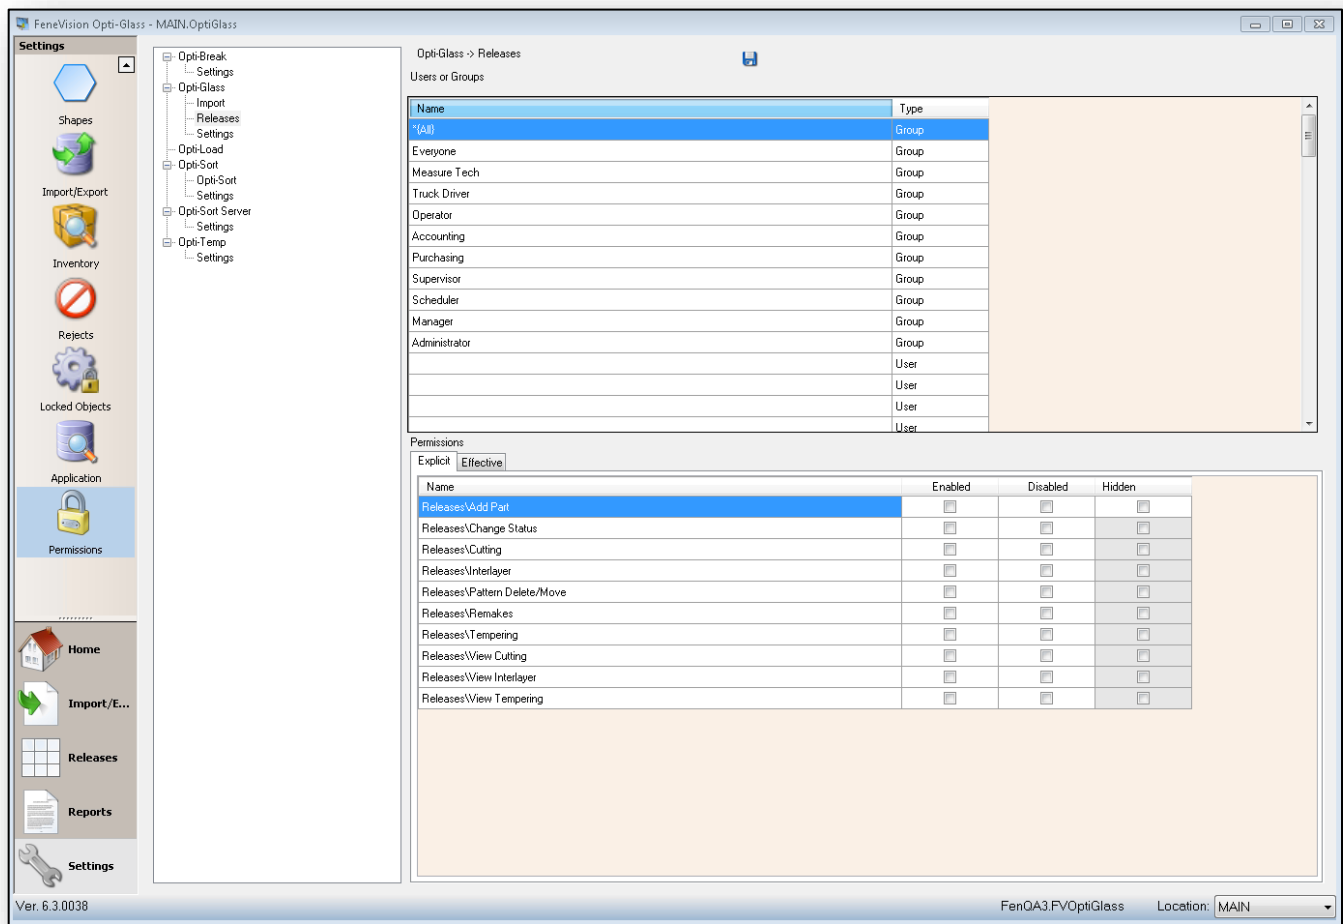 FeneVision Opti-Glass - MAIN.OptiGlass
Settings
Shapes
Import/Export
Inventory
Rejects
Locked Objects
Application
Permissions
Home
Import/E...
Releases
Reports
Settings
Opti-Break
Settings
Opti-Glass
Import
Releases
Settings
Opti-Load
Opti-Sort
Opti-Sort
Settings
Opti-Sort Server
Settings
Opti-Temp
Settings
Opti-Glass -> Releases
Users or Groups
Name Type
*{All} Group
Everyone Group
Measure Tech Group
Truck Driver Group
Operator Group
Accounting Group
Purchasing Group
Supervisor Group
Scheduler Group
Manager Group
Administrator Group
User
User
User
User
Permissions
Explicit Effective
Name Enabled Disabled Hidden
Releases\Add Part
Releases\Change Status
Releases\Cutting
Releases\Interlayer
Releases\Pattern Delete/Move
Releases\Remakes
Releases\Tempering
Releases\View Cutting
Releases\View Interlayer
Releases\View Tempering
Ver. 6.3.0038 FenQA3.FVOptiGlass Location: MAIN